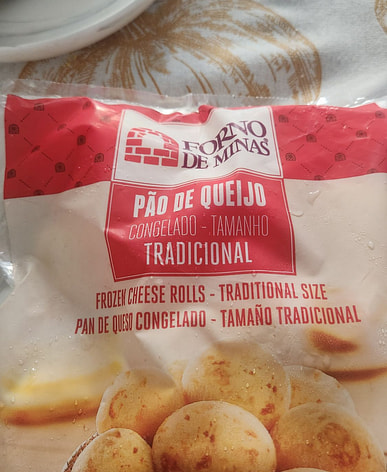 FORNO
DE MINAS
PÃO DE QUEIJO
CONGELADO - TAMANHO
TRADICIONAL
FROZEN CHEESE ROLLS - TRADITIONAL SIZE
PAN DE QUESO CONGELADO - TAMAÑO TRADICIONAL